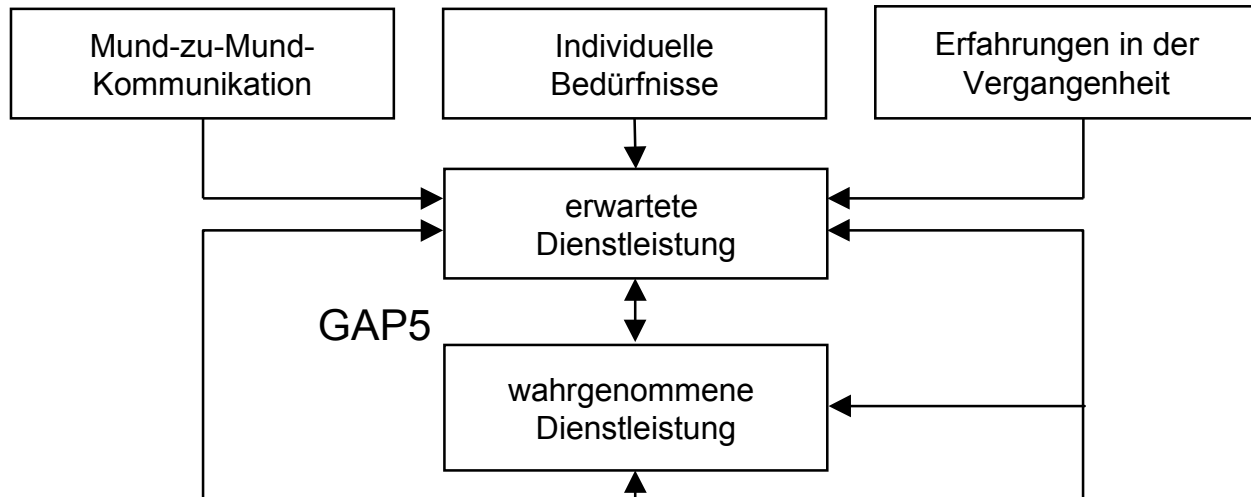 Mund-zu-Mund-
Kommunikation
Individuelle
Bedürfnisse
Erfahrungen in der
Vergangenheit
erwartete
Dienstleistung
GAP5
wahrgenommene
Dienstleistung